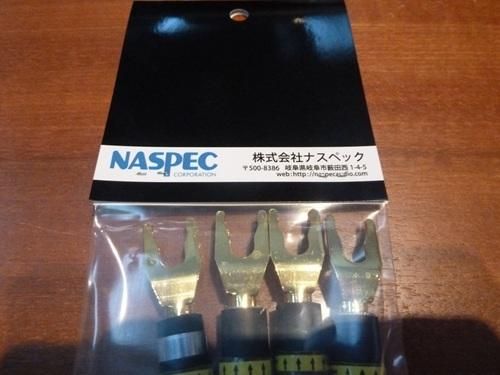 NASPEC
CORPORATION
株式会社ナスペック
〒500-8386 岐阜県岐阜市薮田西 1-4-5
web:http://naspecaudio.com